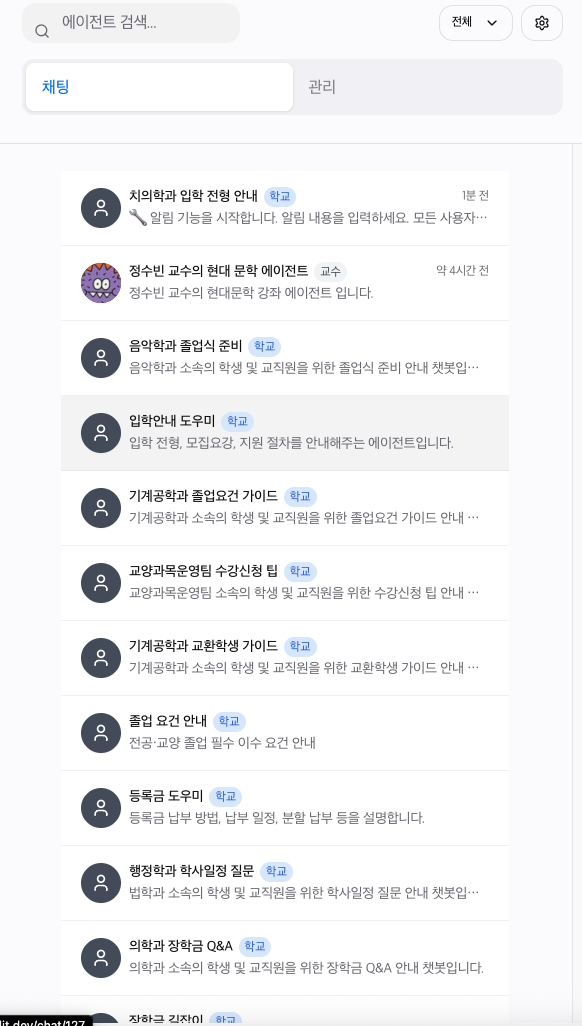 에이전트 검색...
전체
채팅
관리
치의학과 입학 전형 안내 학교 1분 전
🔧 알림 기능을 시작합니다. 알림 내용을 입력하세요. 모든 사용자…
정수빈 교수의 현대 문학 에이전트 교수 약 4시간 전
정수빈 교수의 현대문학 강좌 에이전트 입니다.
음악학과 졸업식 준비 학교
음악학과 소속의 학생 및 교직원을 위한 졸업식 준비 안내 챗봇입…
입학안내 도우미 학교
입학 전형, 모집요강, 지원 절차를 안내해주는 에이전트입니다.
기계공학과 졸업요건 가이드 학교
기계공학과 소속의 학생 및 교직원을 위한 졸업요건 가이드 안내 …
교양과목운영팀 수강신청 팁 학교
교양과목운영팀 소속의 학생 및 교직원을 위한 수강신청 팁 안내 …
기계공학과 교환학생 가이드 학교
기계공학과 소속의 학생 및 교직원을 위한 교환학생 가이드 안내 …
졸업 요건 안내 학교
전공·교양 졸업 필수 이수 요건 안내
등록금 도우미 학교
등록금 납부 방법, 납부 일정, 분할 납부 등을 설명합니다.
행정학과 학사일정 질문 학교
법학과 소속의 학생 및 교직원을 위한 학사일정 질문 안내 챗봇입…
의학과 장학금 Q&A 학교
의학과 소속의 학생 및 교직원을 위한 장학금 Q&A 안내 챗봇입니다.
장학금 길잡이 학교
lit.dev/chat/127